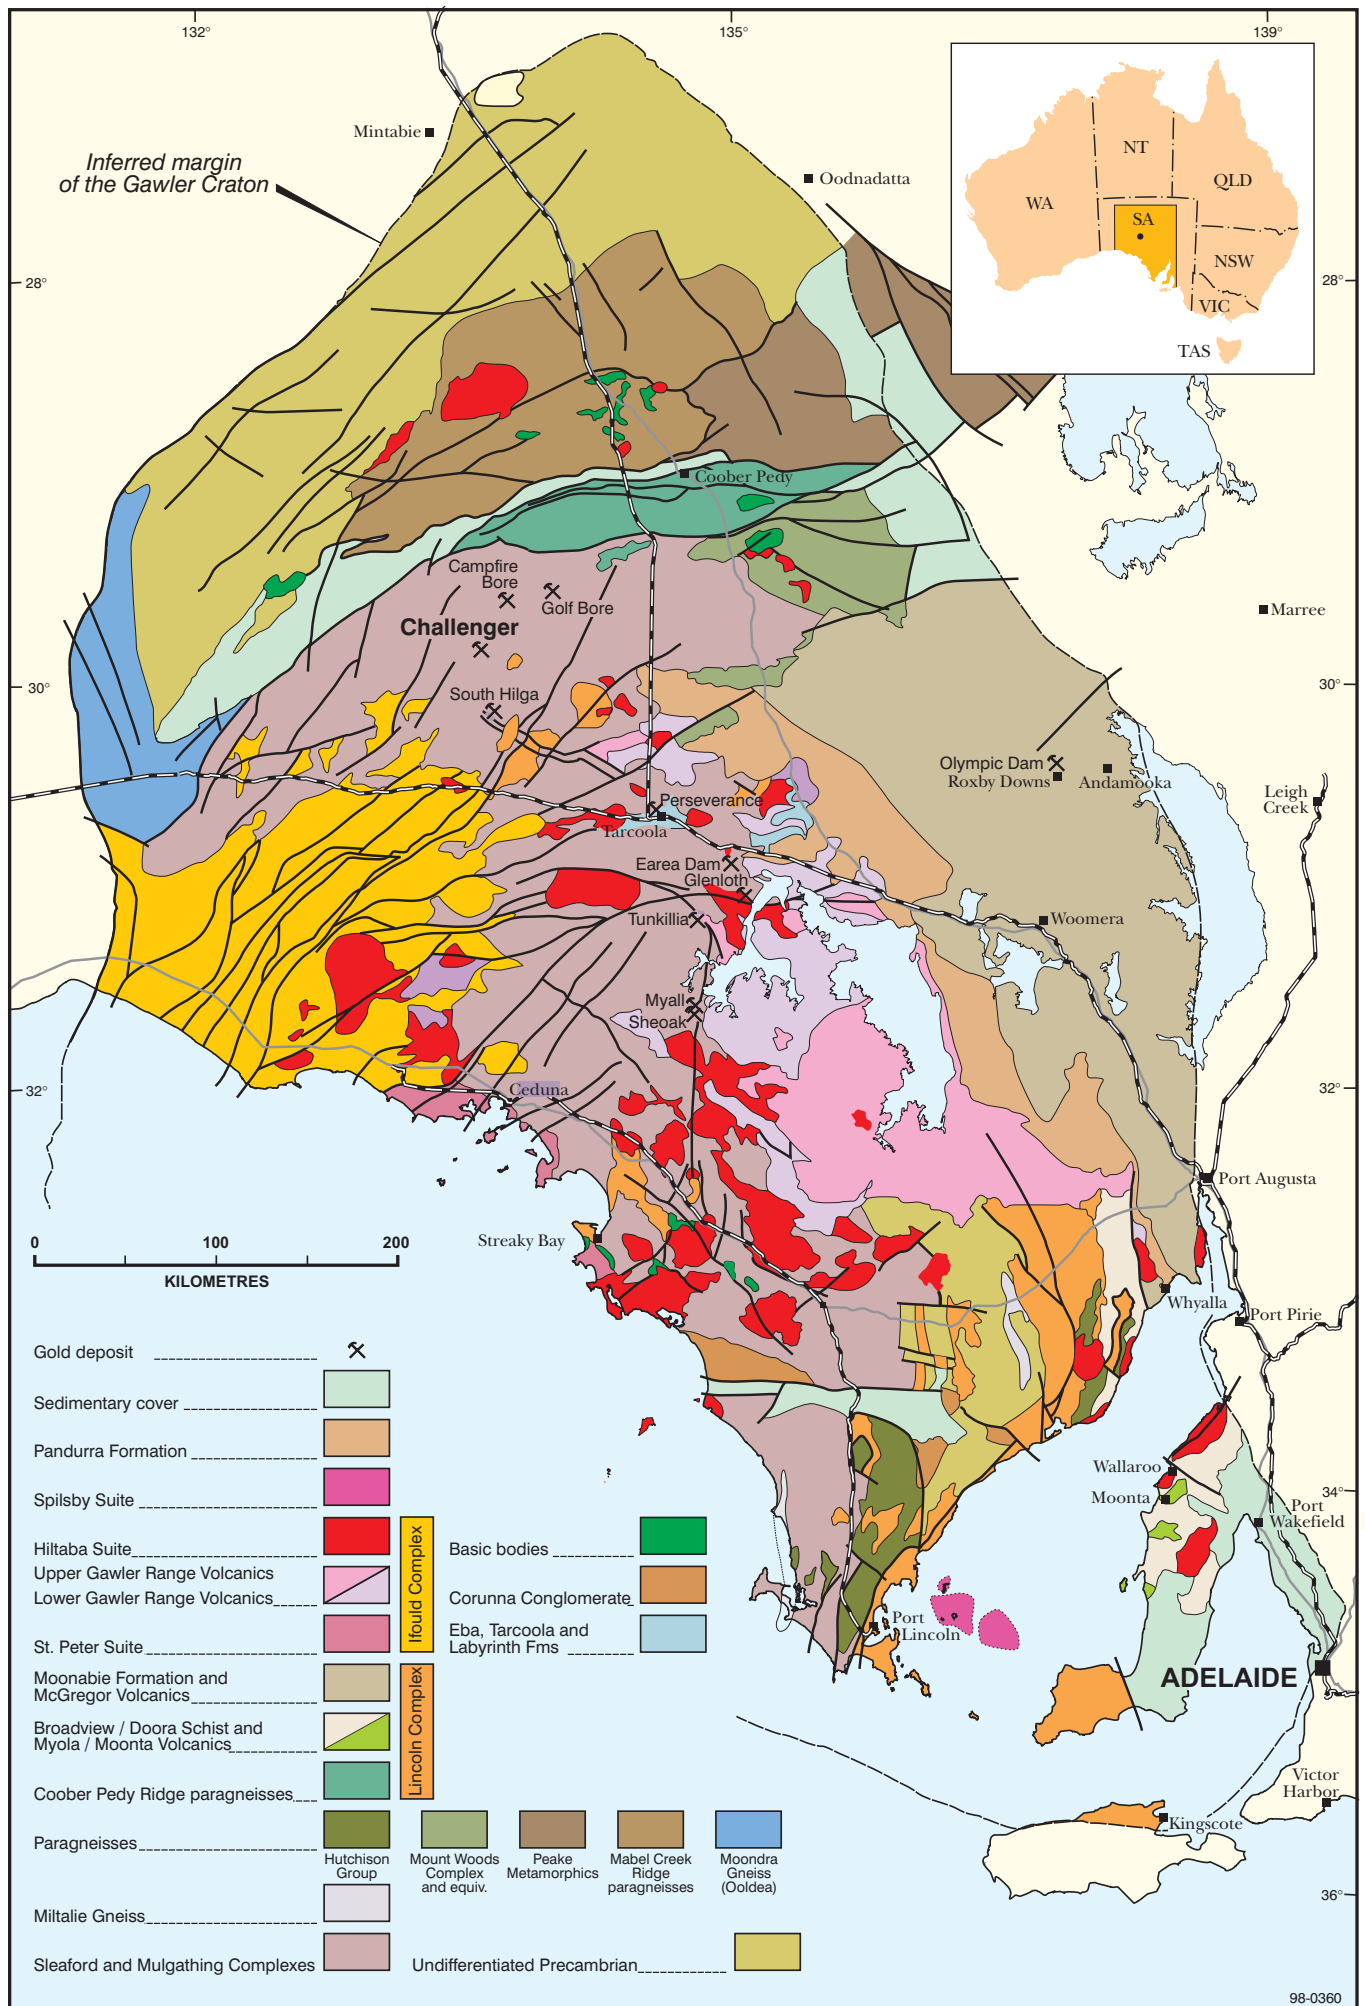 132°
135°
139°
Mintabie
Inferred margin
of the Gawler Craton
Oodnadatta
NT
QLD
WA
SA
NSW
VIC
TAS
28°
28°
Coober Pedy
Campfire
Bore
Golf Bore
Challenger
Marree
30°
30°
South Hilga
Olympic Dam
Roxby Downs
Andamooka
Leigh
Creek
Perseverance
Tarcoola
Earea Dam
Glenloth
Tunkillia
Woomera
Myall
Sheoak
32°
32°
Ceduna
Port Augusta
Streaky Bay
Whyalla
Port Pirie
0
100
200
KILOMETRES
Wallaroo
Moonta
34°
Port
Wakefield
Port
Lincoln
ADELAIDE
Victor
Harbor
Kingscote
36°
Gold deposit
Sedimentary cover
Pandurra Formation
Spilsby Suite
Hiltaba Suite
Upper Gawler Range Volcanics
Lower Gawler Range Volcanics
St. Peter Suite
Ifould Complex
Moonabie Formation and
McGregor Volcanics
Broadview / Doora Schist and
Myola / Moonta Volcanics
Coober Pedy Ridge paragneisses
Lincoln Complex
Basic bodies
Corunna Conglomerate
Eba, Tarcoola and
Labyrinth Fms
Paragneisses
Hutchison
Group
Mount Woods
Complex
and equiv.
Peake
Metamorphics
Mabel Creek
Ridge
paragneisses
Moondra
Gneiss
(Ooldea)
Miltalie Gneiss
Sleaford and Mulgathing Complexes
Undifferentiated Precambrian
98-0360